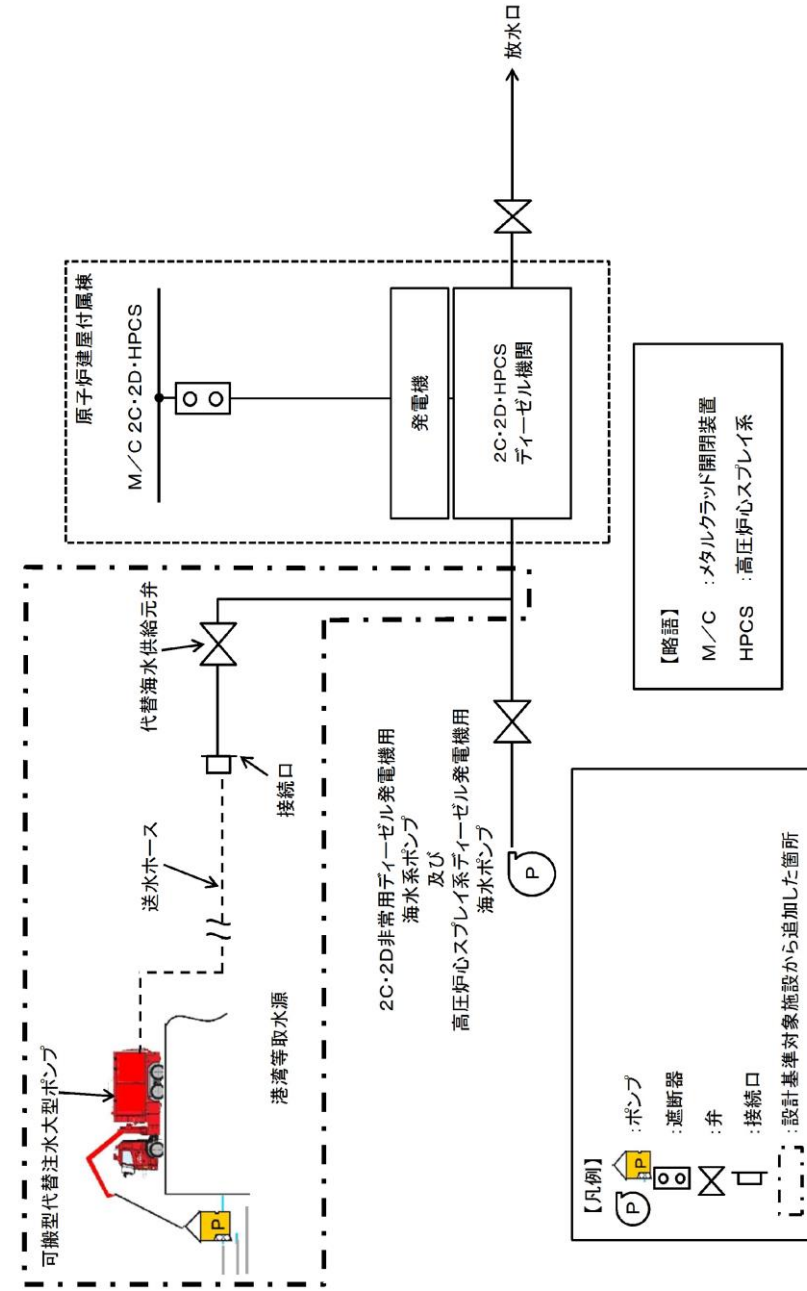 可搬型代替注水大型ポンプ
P
港湾等取水源
送水ホース
接続口
代替海水供給元弁
原子炉建屋付属棟
M／C 2C・2D・HPCS
発電機
2C・2D・HPCS
ディーゼル機関
放水口
2C・2D非常用ディーゼル発電機用
海水系ポンプ
及び
高圧炉心スプレイ系ディーゼル発電機用
海水ポンプ
P
【凡例】
P P :ポンプ
:遮断器
:弁
:接続口
:設計基準対象施設から追加した箇所
【略語】
M／C :メタルクラッド開閉装置
HPCS :高圧炉心スプレイ系